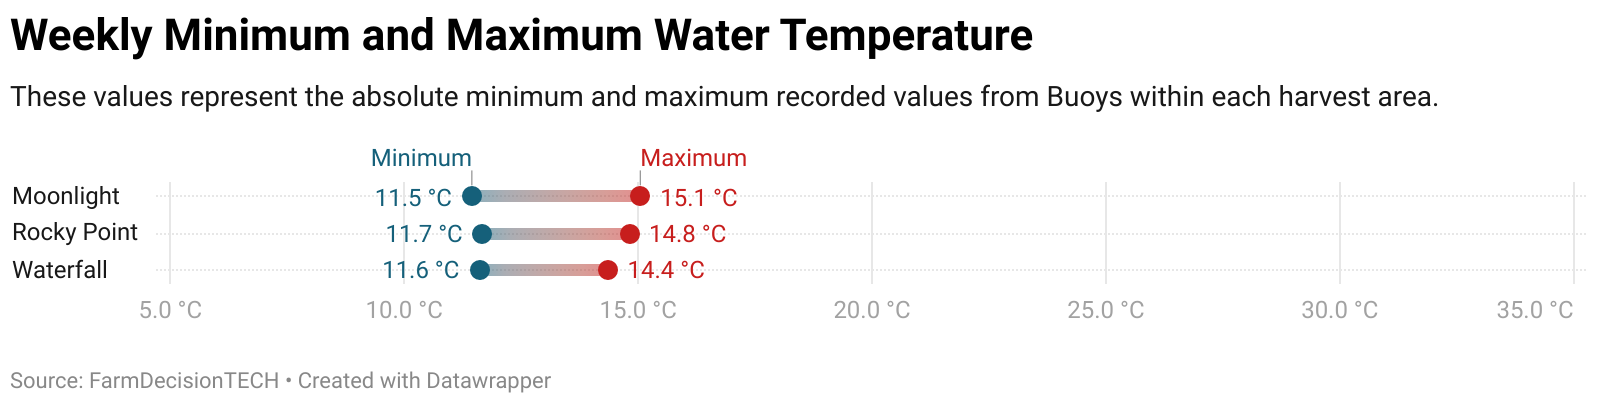 Weekly Minimum and Maximum Water Temperature
These values represent the absolute minimum and maximum recorded values from Buoys within each harvest area.
Minimum Maximum
Moonlight 11.5 °C 15.1 °C
Rocky Point 11.7 °C 14.8 °C
Waterfall 11.6 °C 14.4 °C
5.0 °C 10.0 °C 15.0 °C 20.0 °C 25.0 °C 30.0 °C 35.0 °C
Source: FarmDecisionTECH • Created with Datawrapper